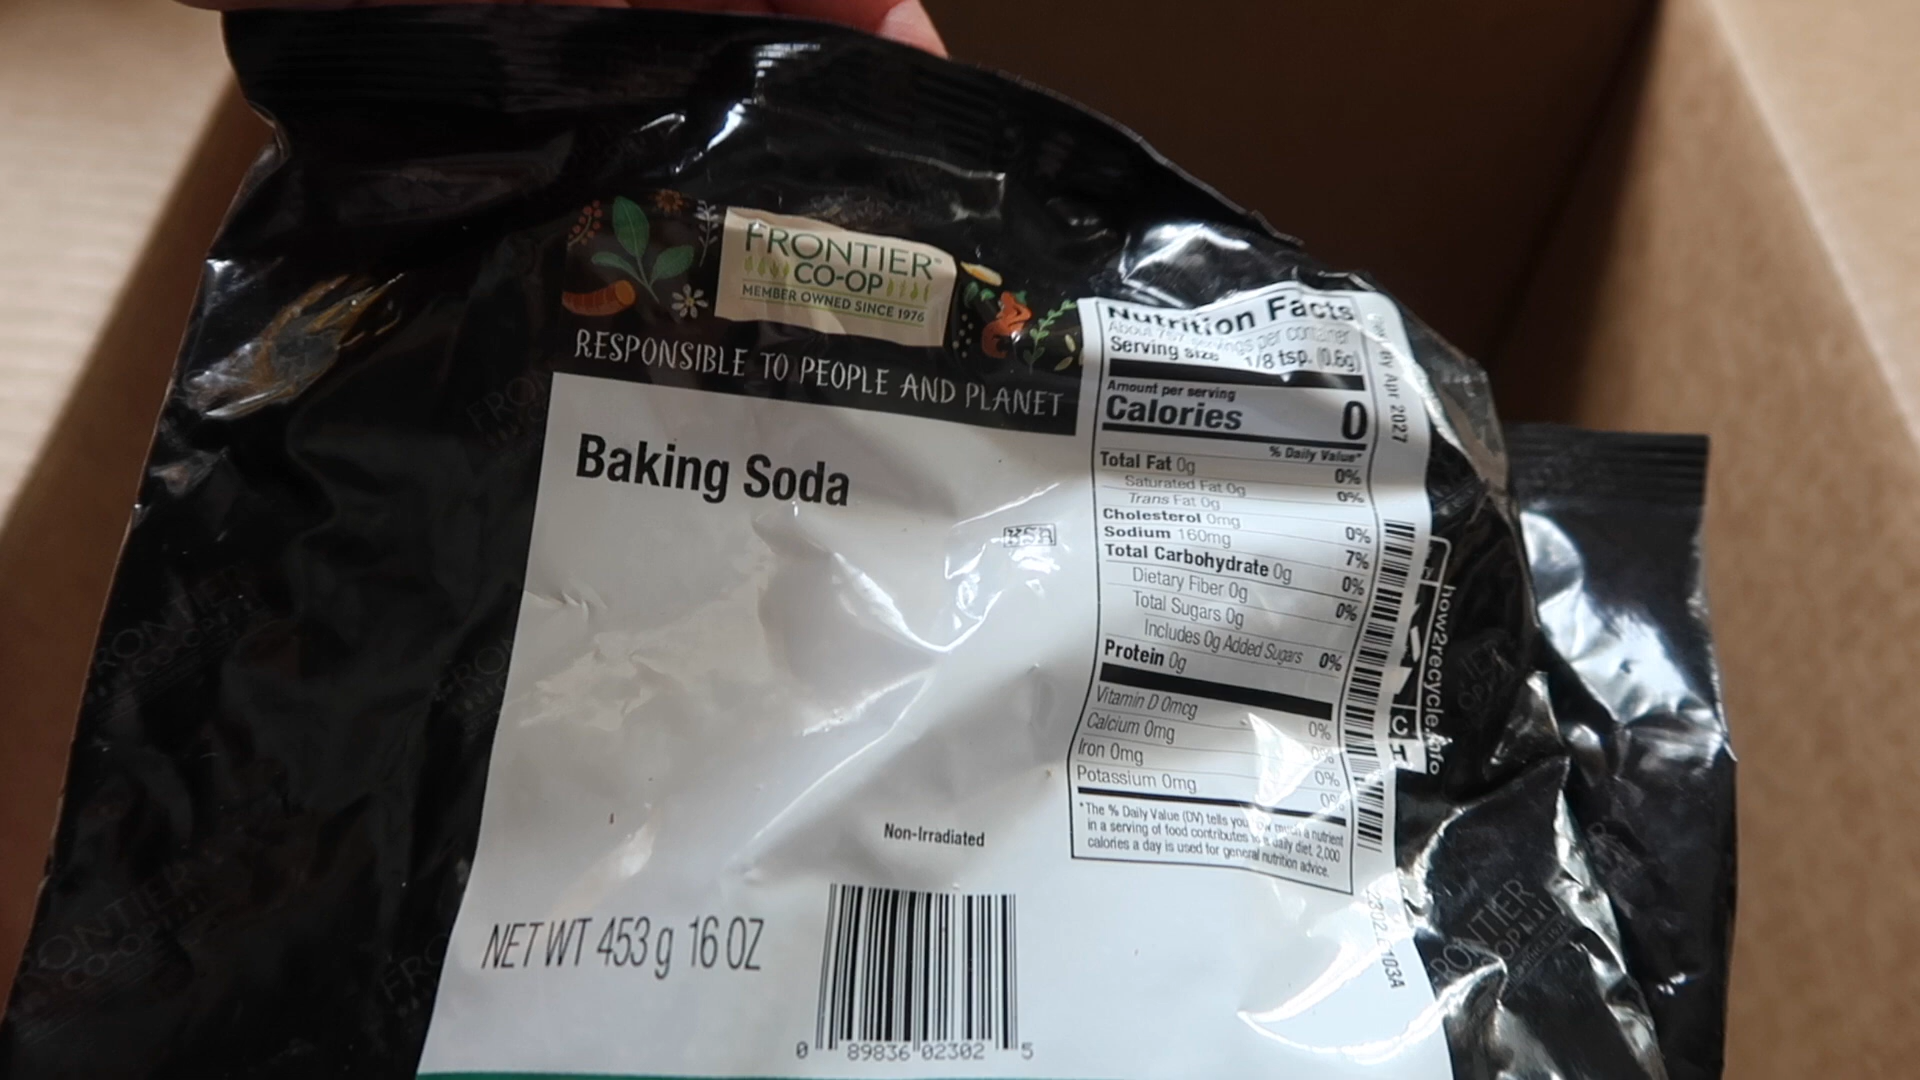 FRONTIER
CO-OP
MEMBER OWNED SINCE 1976
RESPONSIBLE TO PEOPLE AND PLANET
Baking Soda
KSA
Non-Irradiated
NET WT 453 g 16 OZ
0 89836 02302 5
Nutrition Facts
About 757 servings per container
Serving size 1/8 tsp. (0.6g)
Amount per serving
Calories 0
% Daily Value*
Total Fat 0g 0%
Saturated Fat 0g 0%
Trans Fat 0g
Cholesterol 0mg 0%
Sodium 160mg 7%
Total Carbohydrate 0g 0%
Dietary Fiber 0g 0%
Total Sugars 0g
Includes 0g Added Sugars 0%
Protein 0g
Vitamin D 0mcg 0%
Calcium 0mg 0%
Iron 0mg 0%
Potassium 0mg 0%
*The % Daily Value (DV) tells you how much a nutrient
in a serving of food contributes to a daily diet. 2,000
calories a day is used for general nutrition advice.
By Apr 2027
how2recycle.info
FRONTIER
CO-OP